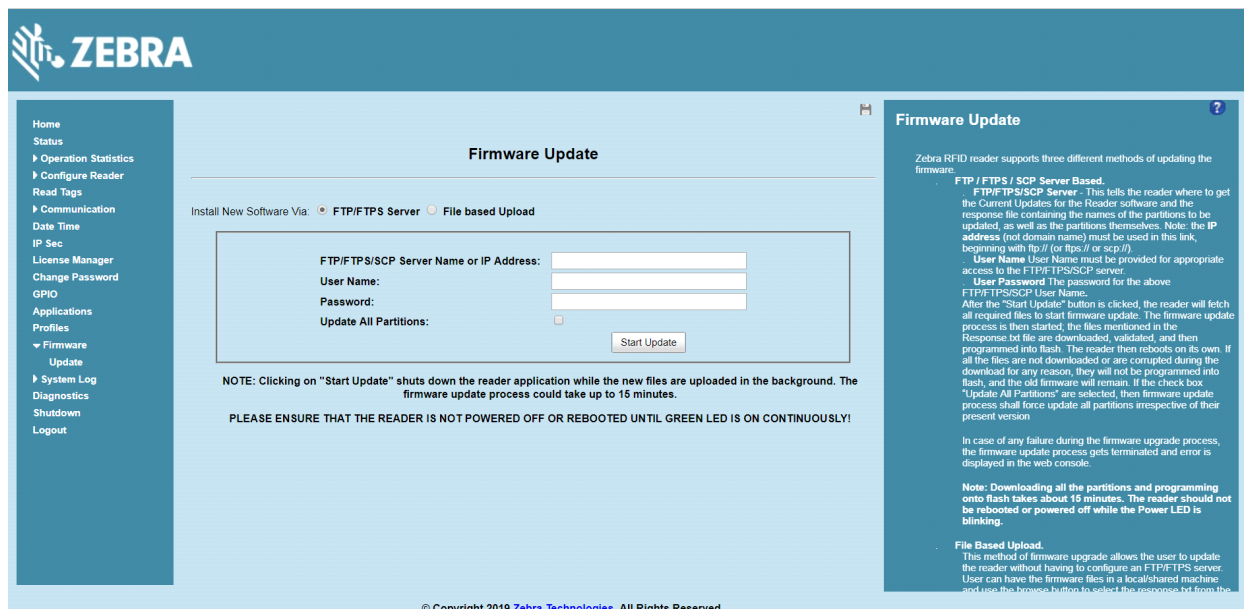 ZEBRA
Home
Status
Operation Statistics
Configure Reader
Read Tags
Communication
Date Time
IP Sec
License Manager
Change Password
GPIO
Applications
Profiles
Firmware
Update
System Log
Diagnostics
Shutdown
Logout
Firmware Update
Install New Software Via: FTP/FTPS Server File based Upload
FTP/FTPS/SCP Server Name or IP Address:
User Name:
Password:
Update All Partitions:
Start Update
NOTE: Clicking on "Start Update" shuts down the reader application while the new files are uploaded in the background. The
firmware update process could take up to 15 minutes.
PLEASE ENSURE THAT THE READER IS NOT POWERED OFF OR REBOOTED UNTIL GREEN LED IS ON CONTINUOUSLY!
?
Firmware Update
Zebra RFID reader supports three different methods of updating the
firmware.
. FTP / FTPS / SCP Server Based.
. FTP/FTPS/SCP Server - This tells the reader where to get
the Current Updates for the Reader software and the
response file containing the names of the partitions to be
updated, as well as the partitions themselves. Note: the IP
address (not domain name) must be used in this link,
beginning with ftp:// (or ftps:// or scp://).
. User Name User Name must be provided for appropriate
access to the FTP/FTPS/SCP server.
. User Password The password for the above
FTP/FTPS/SCP User Name.
After the "Start Update" button is clicked, the reader will fetch
all required files to start firmware update. The firmware update
process is then started; the files mentioned in the
Response.txt file are downloaded, validated, and then
programmed into flash. The reader then reboots on its own. If
all the files are not downloaded or are corrupted during the
download for any reason, they will not be programmed into
flash, and the old firmware will remain. If the check box
"Update All Partitions" are selected, then firmware update
process shall force update all partitions irrespective of their
present version
In case of any failure during the firmware upgrade process,
the firmware update process gets terminated and error is
displayed in the web console.
Note: Downloading all the partitions and programming
onto flash takes about 15 minutes. The reader should not
be rebooted or powered off while the Power LED is
blinking.
. File Based Upload.
This method of firmware upgrade allows the user to update
the reader without having to configure an FTP/FTPS server.
User can have the firmware files in a local/shared machine
and use the browse button to select the response.txt from the
© Copyright 2019 Zebra Technologies. All Rights Reserved